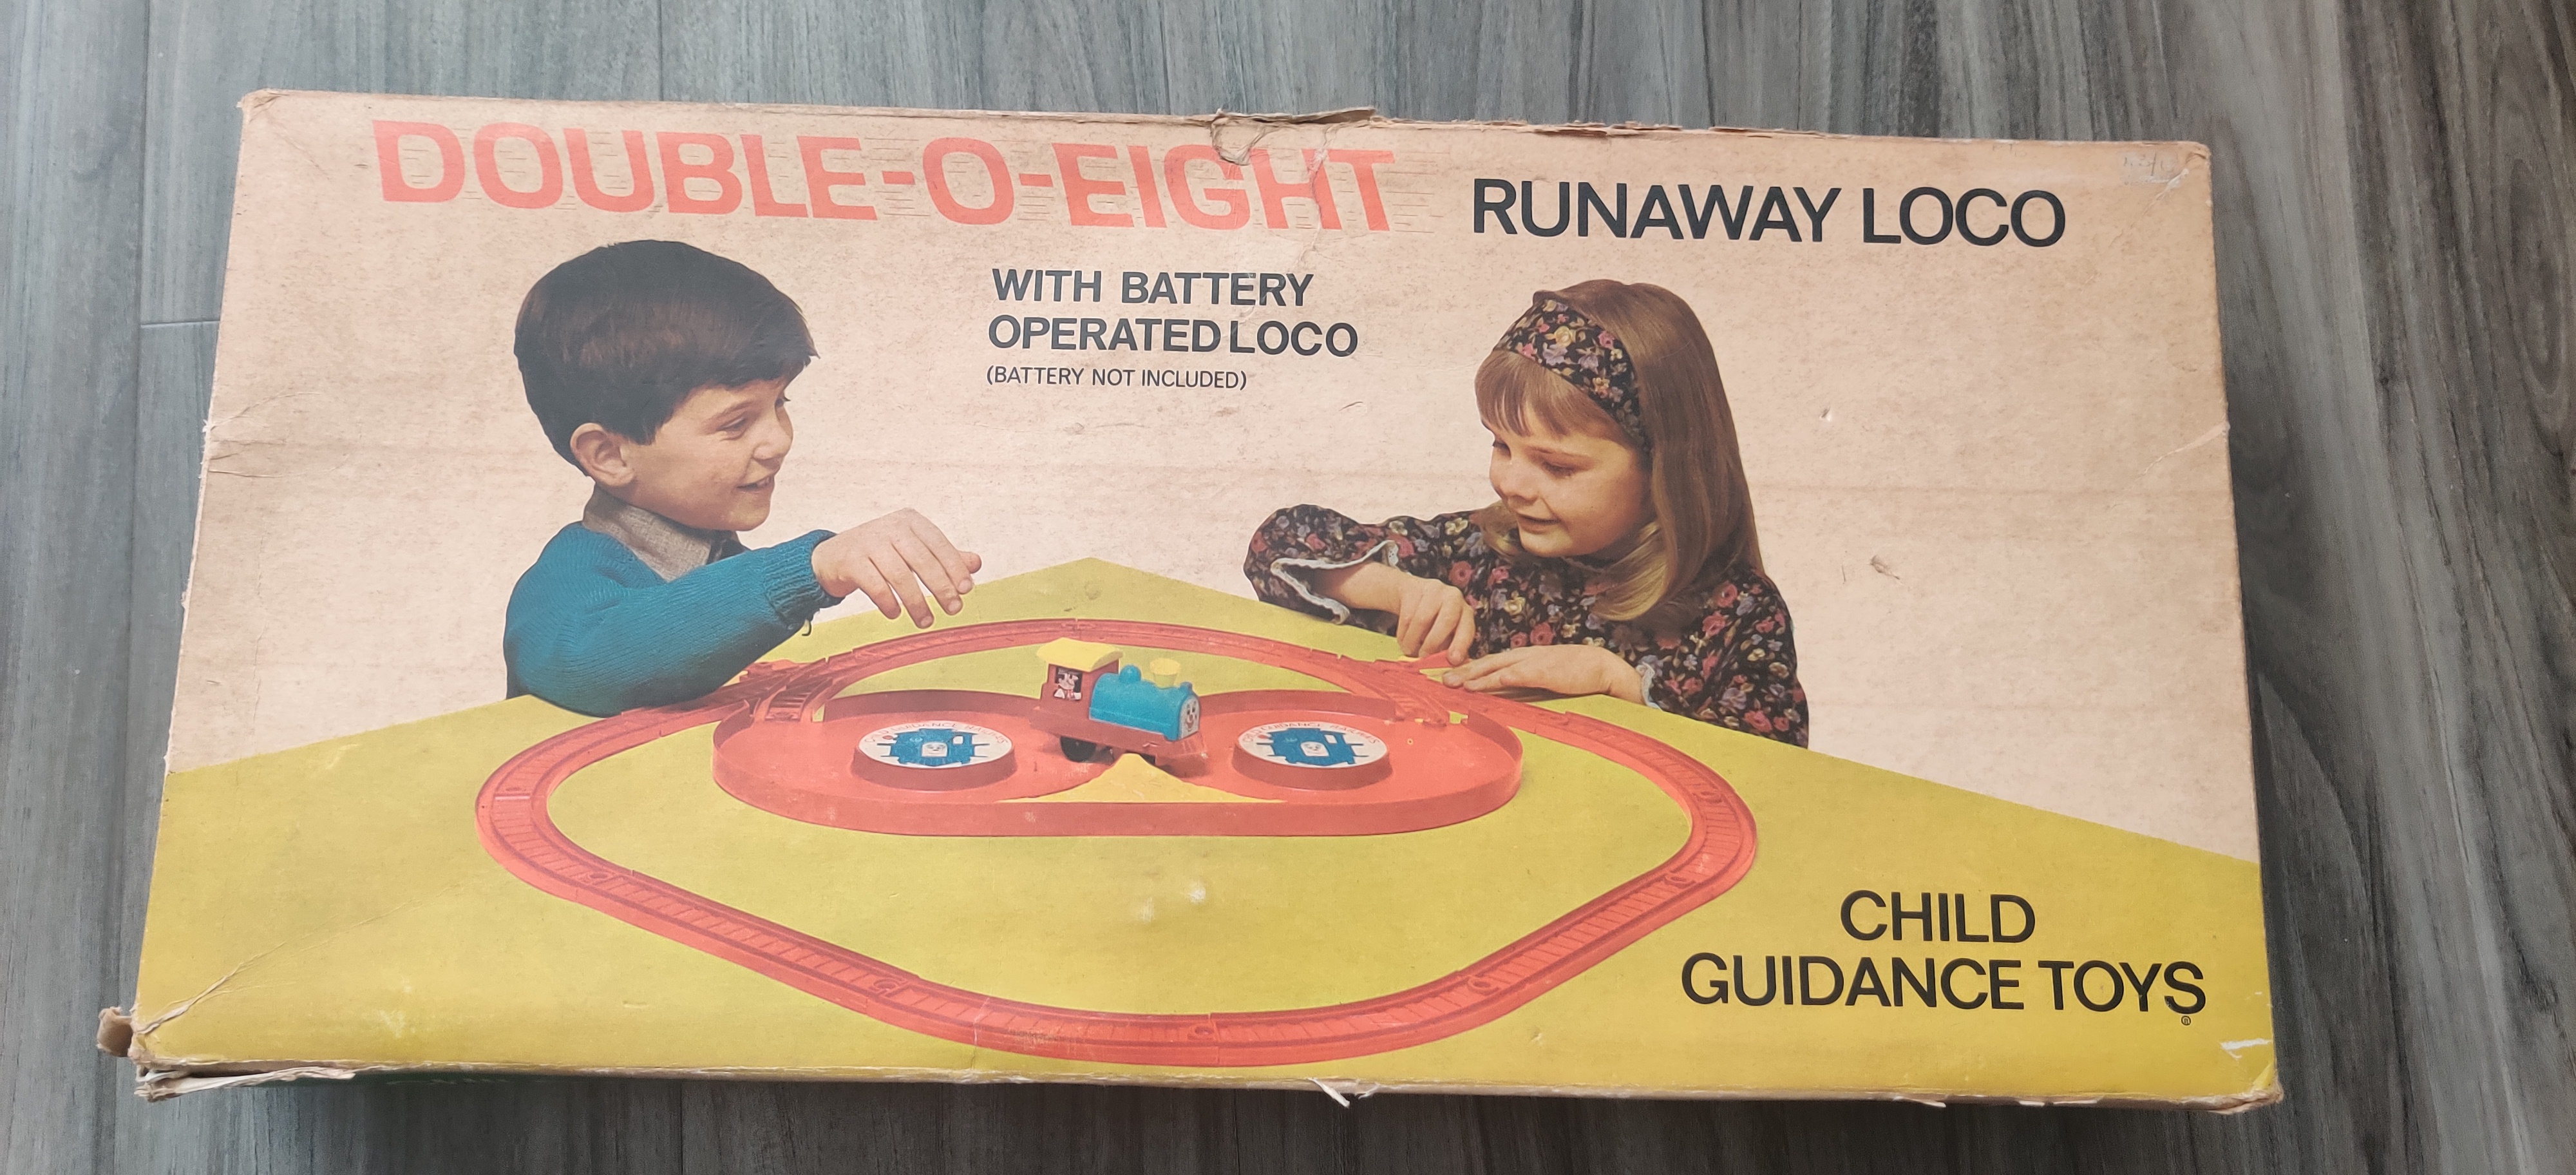 DOUBLE-O-EIGHT RUNAWAY LOCO
WITH BATTERY
OPERATED LOCO
(BATTERY NOT INCLUDED)
CHILD
GUIDANCE TOYS
®